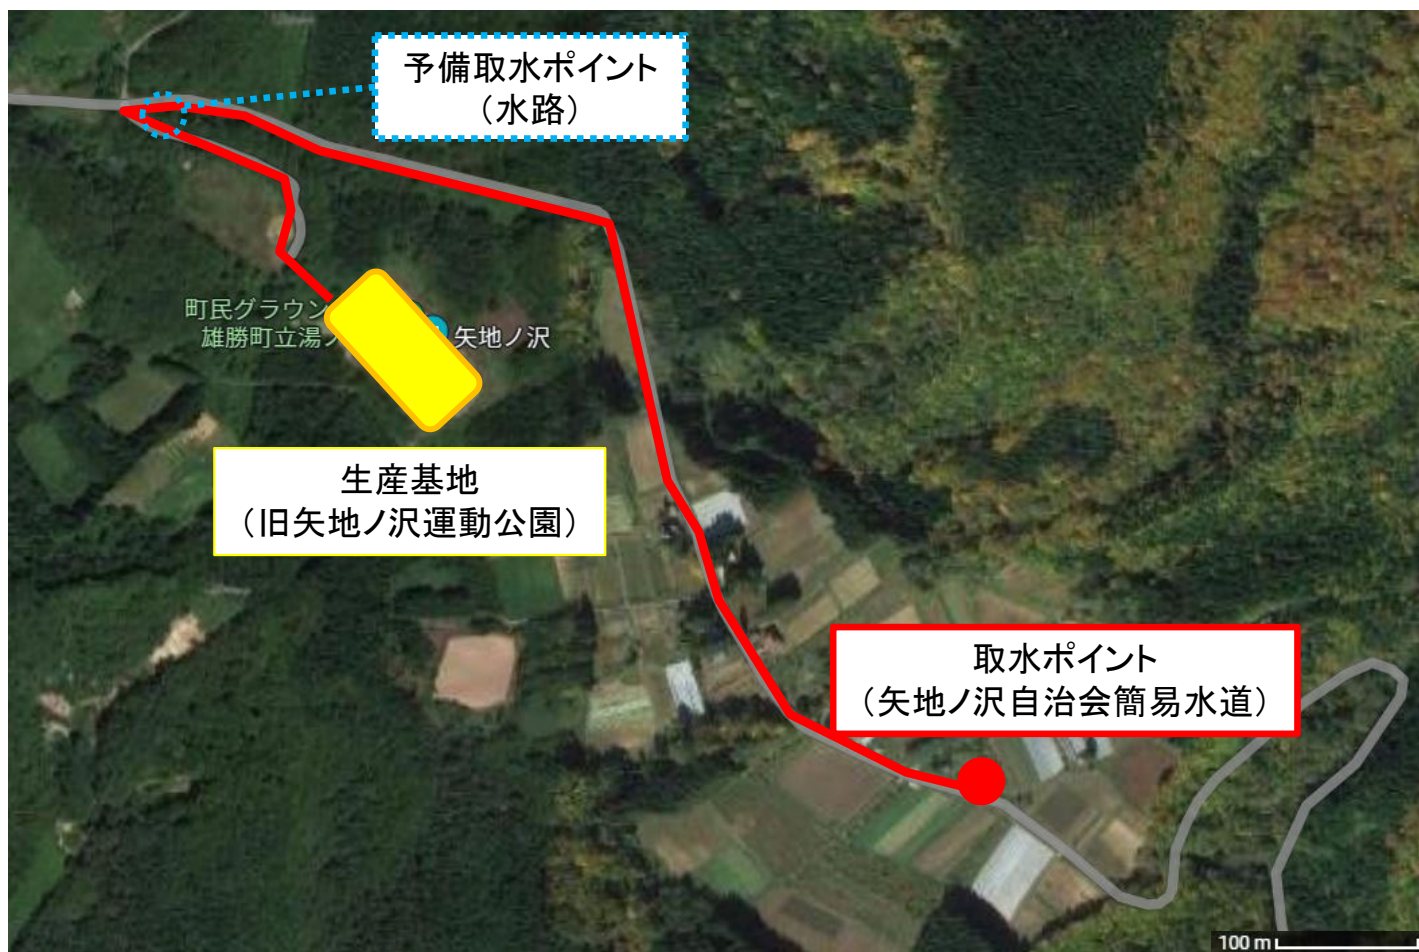 予備取水ポイント
（水路）
町民グラウン
雄勝町立湯ノ
矢地ノ沢
生産基地
（旧矢地ノ沢運動公園）
取水ポイント
（矢地ノ沢自治会簡易水道）
100 m